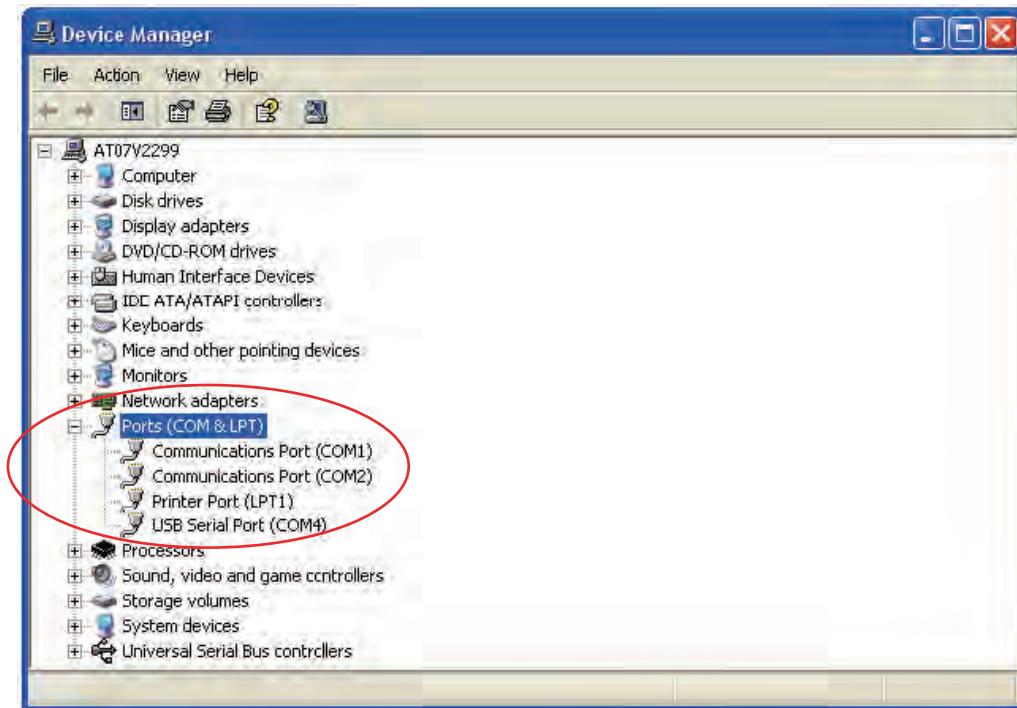 Device Manager
File Action View Help
AT07V2299
Computer
Disk drives
Display adapters
DVD/CD-ROM drives
Human Interface Devices
IDE ATA/ATAPI controllers
Keyboards
Mice and other pointing devices
Monitors
Network adapters
Ports (COM & LPT)
Communications Port (COM1)
Communications Port (COM2)
Printer Port (LPT1)
USB Serial Port (COM4)
Processors
Sound, video and game controllers
Storage volumes
System devices
Universal Serial Bus controllers